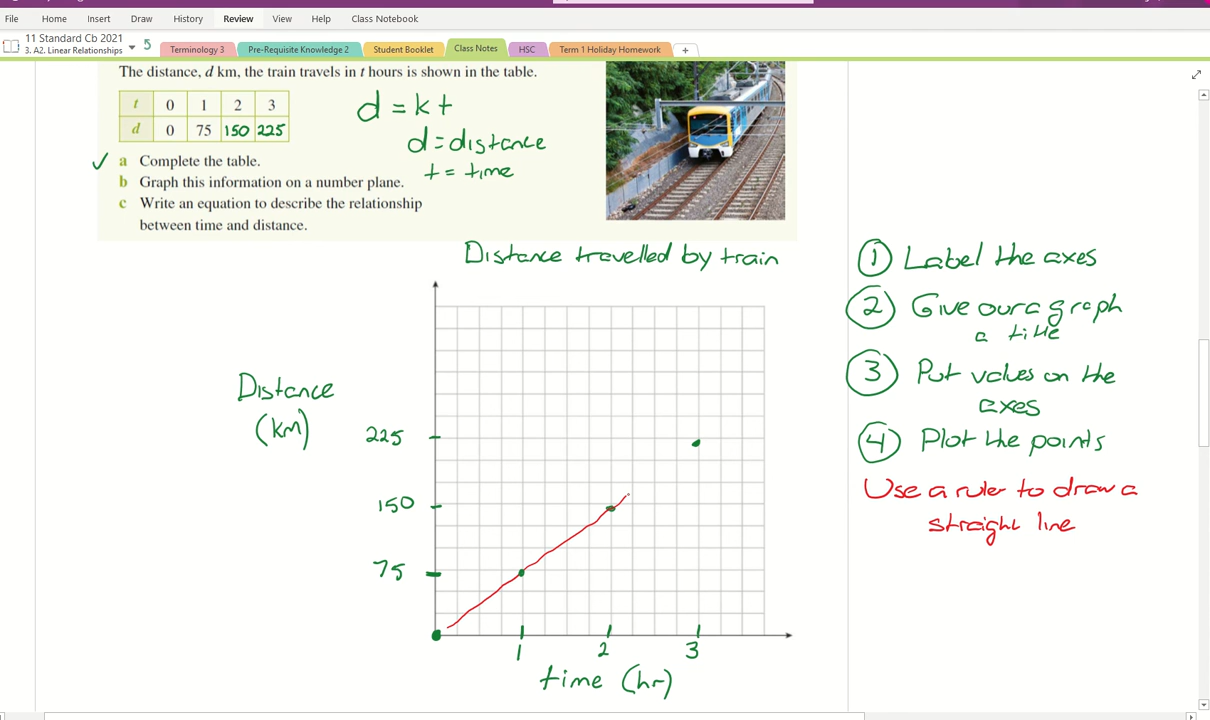 File Home Insert Draw History Review View Help Class Notebook
11 Standard Cb 2021
3. A2. Linear Relationships
5
Terminology 3 Pre-Requisite Knowledge 2 Student Booklet Class Notes HSC Term 1 Holiday Homework +
The distance, d km, the train travels in t hours is shown in the table.
t 0 1 2 3
d 0 75 150 225
d = kt
d = distance
t = time
a Complete the table.
b Graph this information on a number plane.
c Write an equation to describe the relationship
between time and distance.
Distance travelled by train
Distance
(km)
225
150
75
1 2 3
time (hr)
1 Label the axes
2 Give our graph
a title
3 Put values on the
axes
4 Plot the points
Use a ruler to draw a
straight line